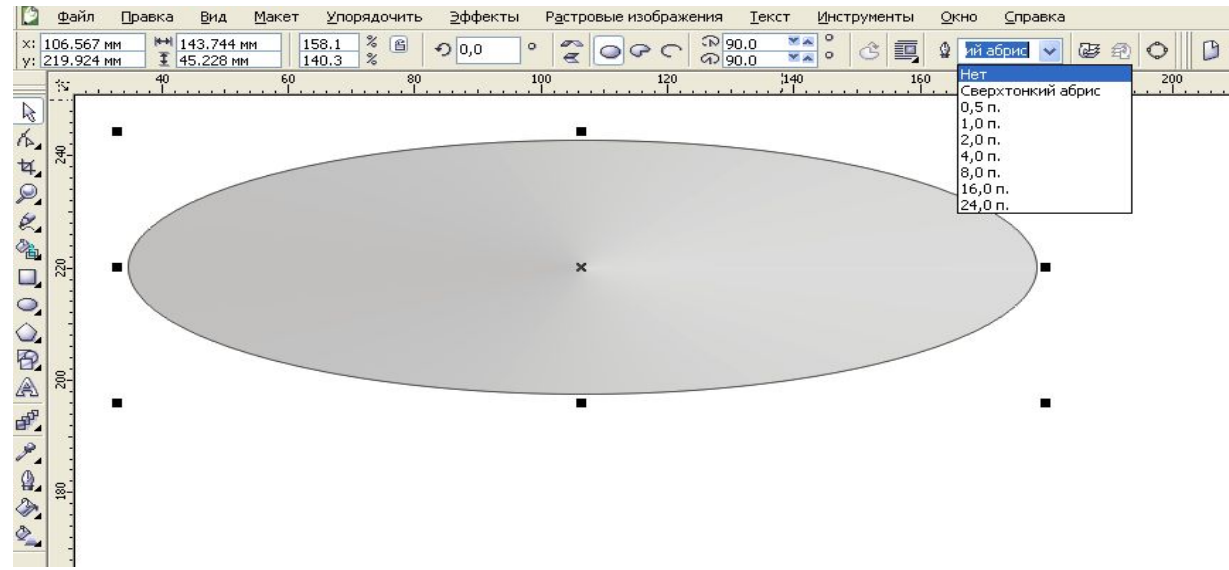 Файл Правка Вид Макет Упорядочить Эффекты Растровые изображения Текст Инструменты Окно Справка
x: 106.567 мм 143.744 мм 158.1 % 0,0 ° 90.0 ° ий абрис
y: 219.924 мм 45.228 мм 140.3 % 90.0 °
40 60 80 100 120 140 160 200
Нет
Сверхтонкий абрис
0,5 п.
1,0 п.
2,0 п.
4,0 п.
8,0 п.
16,0 п.
24,0 п.
240
220
200
180